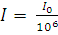 I = I₀ / 10⁶